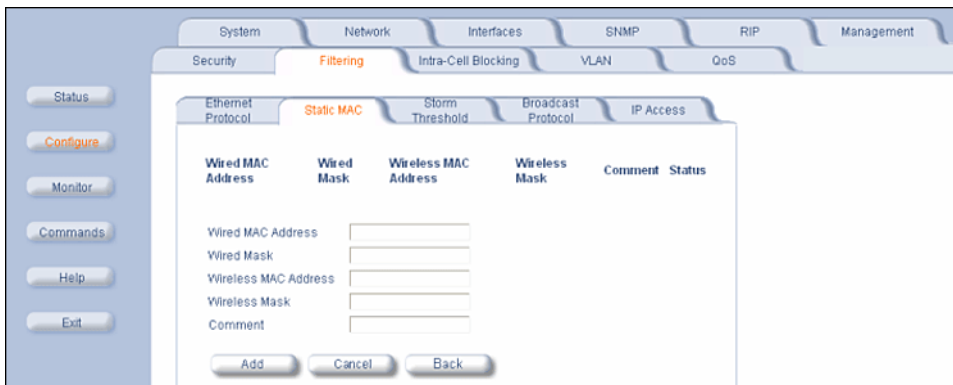 System Network Interfaces SNMP RIP Management
Security Filtering Intra-Cell Blocking VLAN QoS
Status
Configure
Monitor
Commands
Help
Exit
Ethernet Protocol Static MAC Storm Threshold Broadcast Protocol IP Access
Wired MAC Address Wired Mask Wireless MAC Address Wireless Mask Comment Status
Wired MAC Address
Wired Mask
Wireless MAC Address
Wireless Mask
Comment
Add Cancel Back